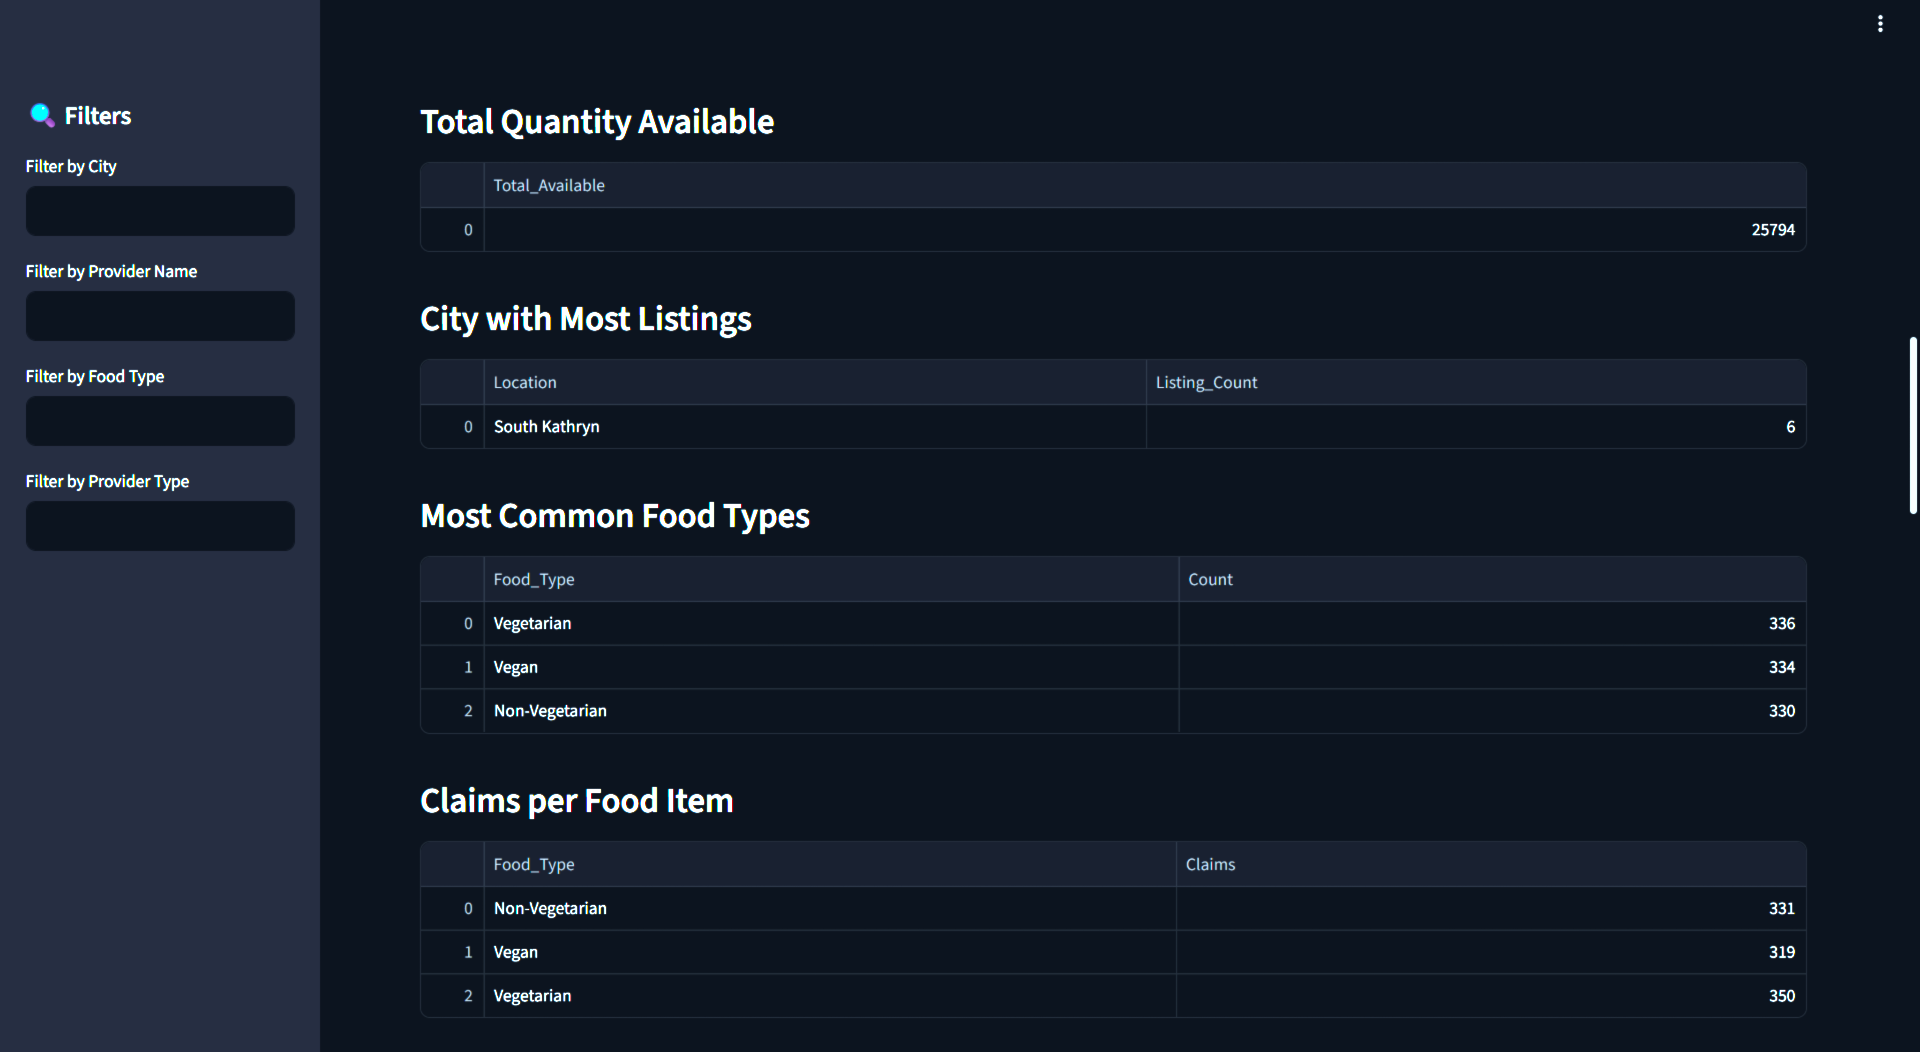 Filters
Filter by City
Filter by Provider Name
Filter by Food Type
Filter by Provider Type
Total Quantity Available
Total_Available
0 25794
City with Most Listings
Location Listing_Count
0 South Kathryn 6
Most Common Food Types
Food_Type Count
0 Vegetarian 336
1 Vegan 334
2 Non-Vegetarian 330
Claims per Food Item
Food_Type Claims
0 Non-Vegetarian 331
1 Vegan 319
2 Vegetarian 350